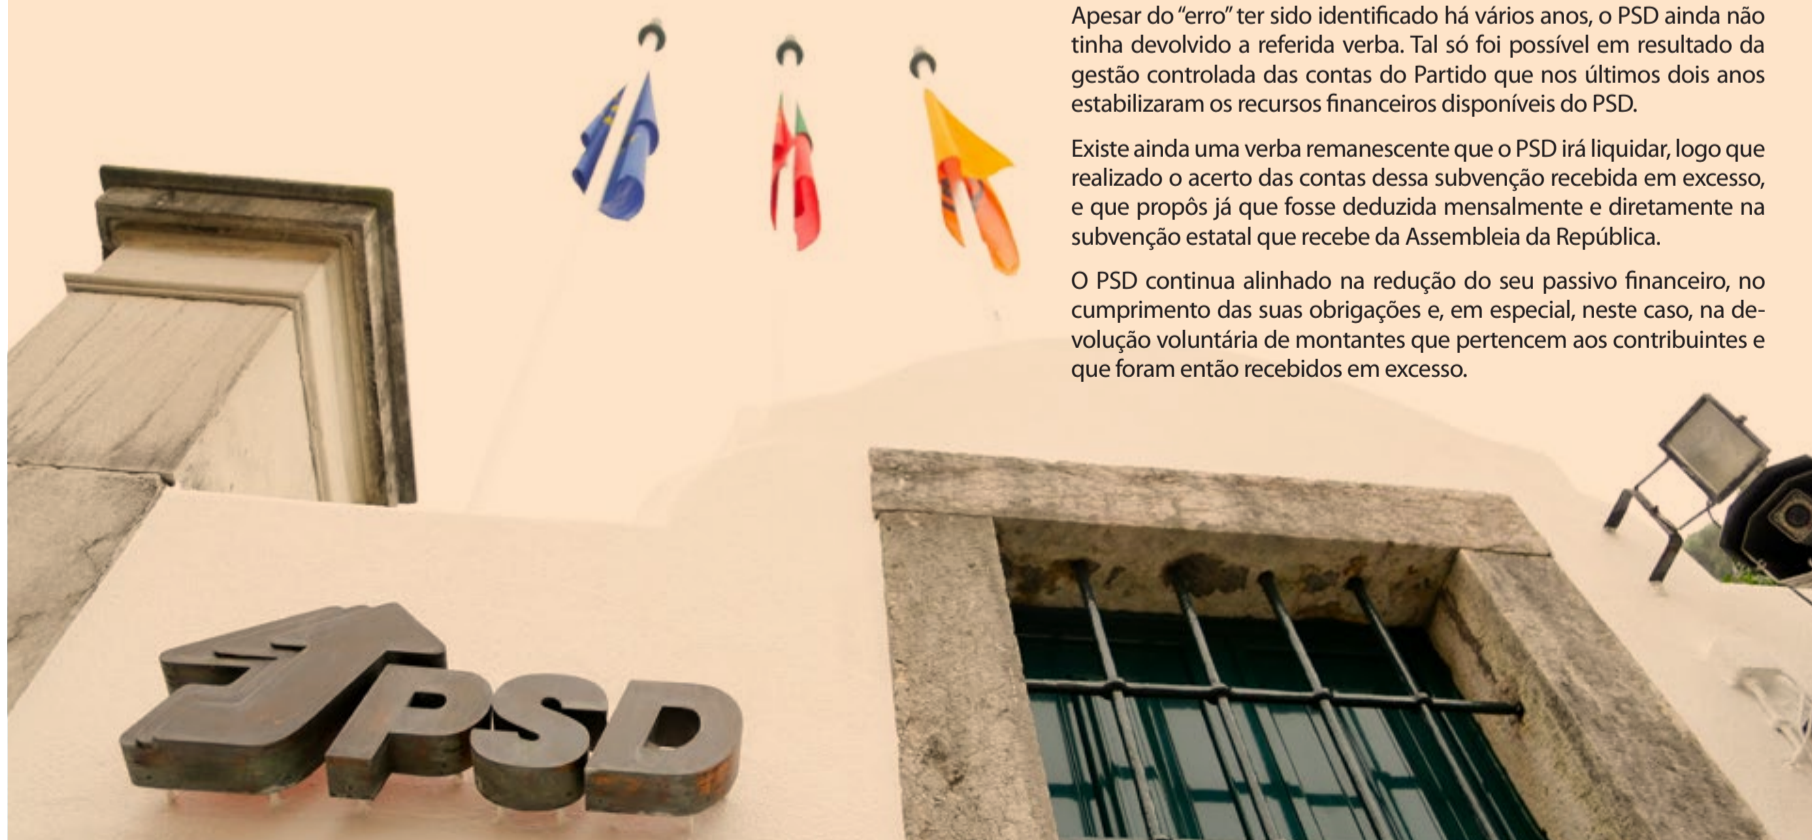 Apesar do “erro” ter sido identificado há vários anos, o PSD ainda não
tinha devolvido a referida verba. Tal só foi possível em resultado da
gestão controlada das contas do Partido que nos últimos dois anos
estabilizaram os recursos financeiros disponíveis do PSD.
Existe ainda uma verba remanescente que o PSD irá liquidar, logo que
realizado o acerto das contas dessa subvenção recebida em excesso,
e que propôs já que fosse deduzida mensalmente e diretamente na
subvenção estatal que recebe da Assembleia da República.
O PSD continua alinhado na redução do seu passivo financeiro, no
cumprimento das suas obrigações e, em especial, neste caso, na de-
volução voluntária de montantes que pertencem aos contribuintes e
que foram então recebidos em excesso.
PSD